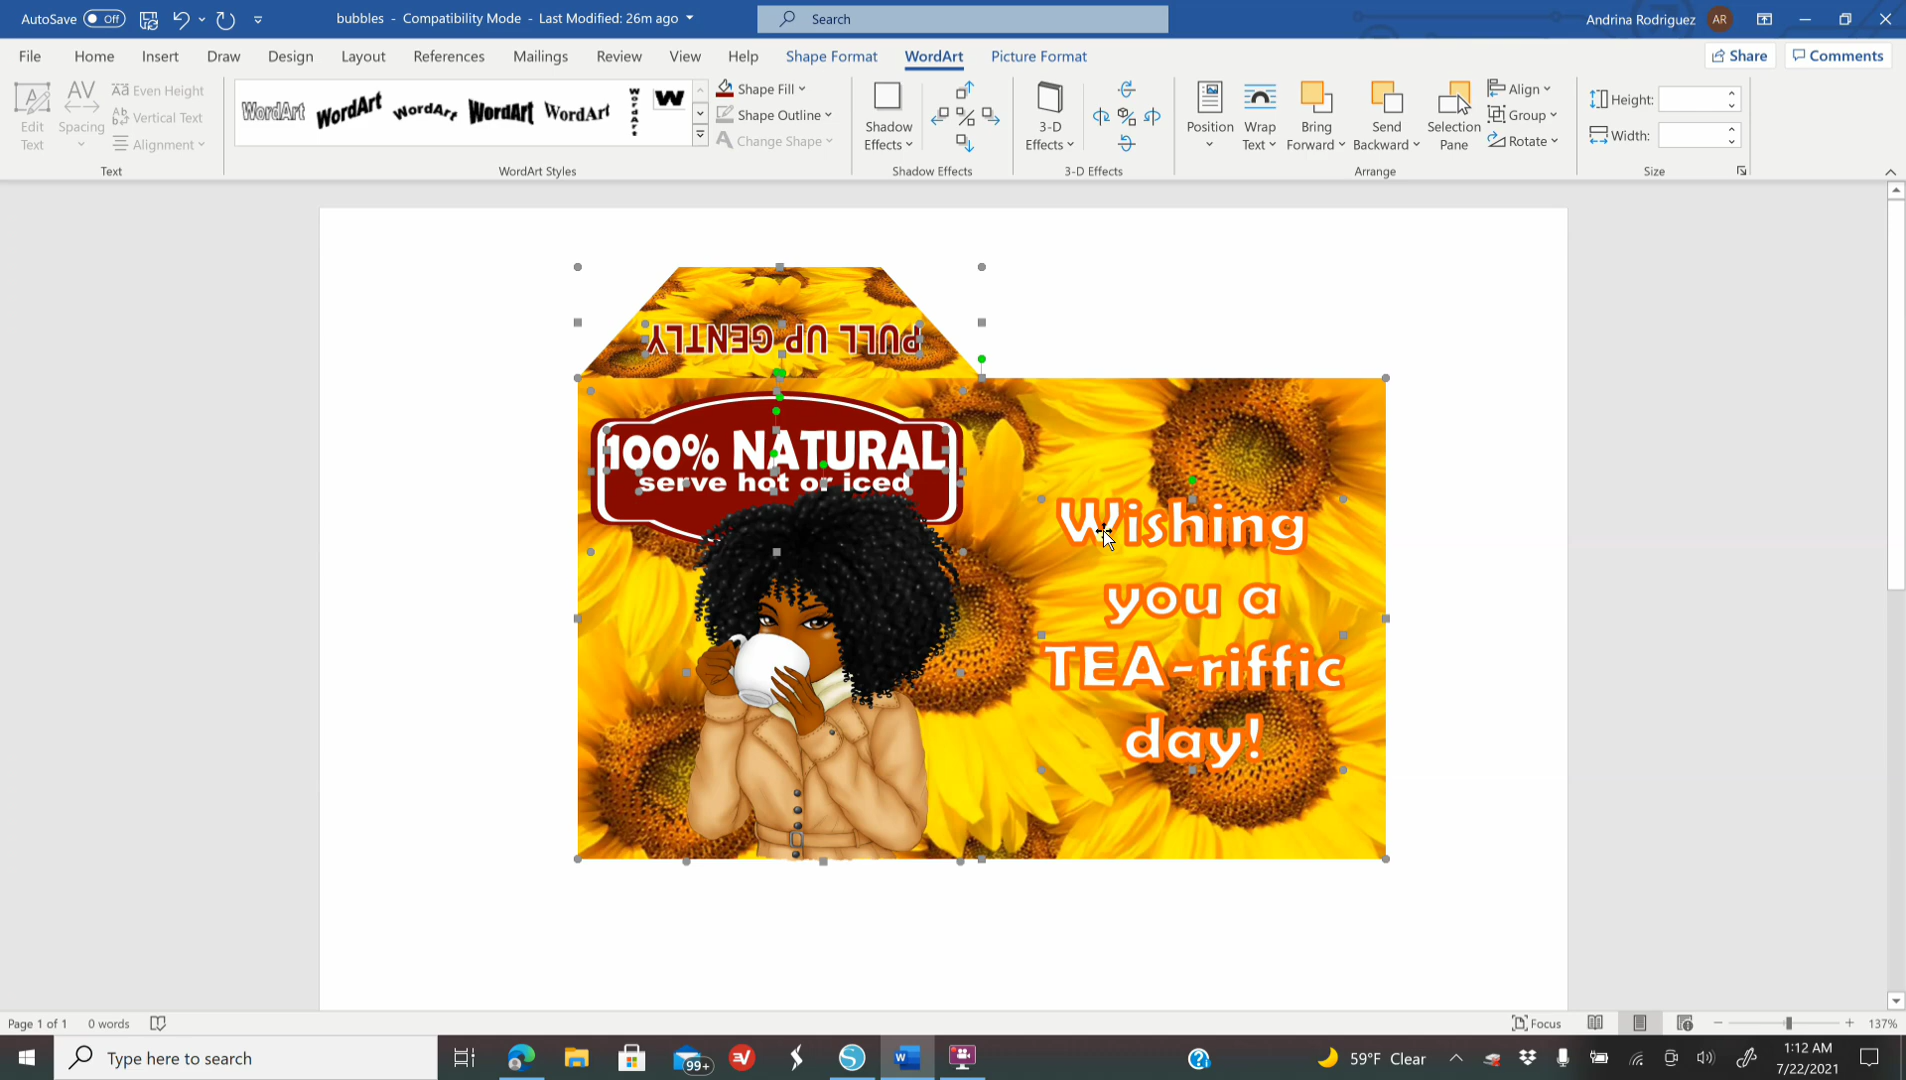 AutoSave Off
bubbles - Compatibility Mode - Last Modified: 26m ago
Search
Andrina Rodriguez AR
File Home Insert Draw Design Layout References Mailings Review View Help Shape Format WordArt Picture Format
Share Comments
Edit Text
Spacing
Even Height
Vertical Text
Alignment
WordArt WordArt WordArt WordArt WordArt WordArt W
Shape Fill
Shape Outline
Change Shape
Shadow Effects
3-D Effects
Position
Wrap Text
Bring Forward
Send Backward
Selection Pane
Align
Group
Rotate
Height:
Width:
Text WordArt Styles Shadow Effects 3-D Effects Arrange Size
PULL UP GENTLY
100% NATURAL
serve hot or iced
Wishing
you a
TEA-riffic
day!
Page 1 of 1 0 words
Focus 137%
Type here to search
99+
59°F Clear
1:12 AM
7/22/2021